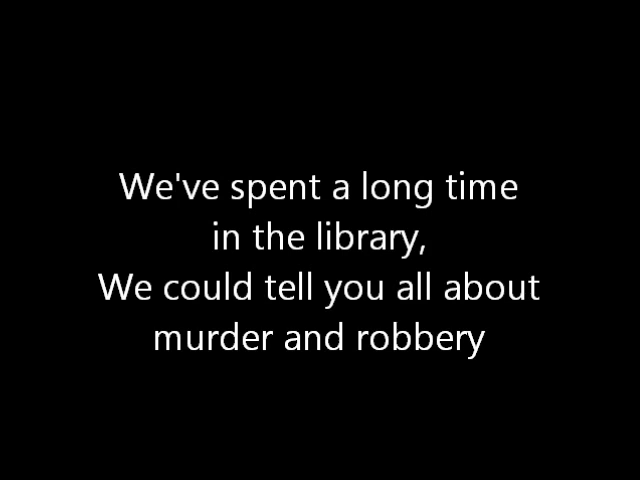 We've spent a long time
in the library,
We could tell you all about
murder and robbery